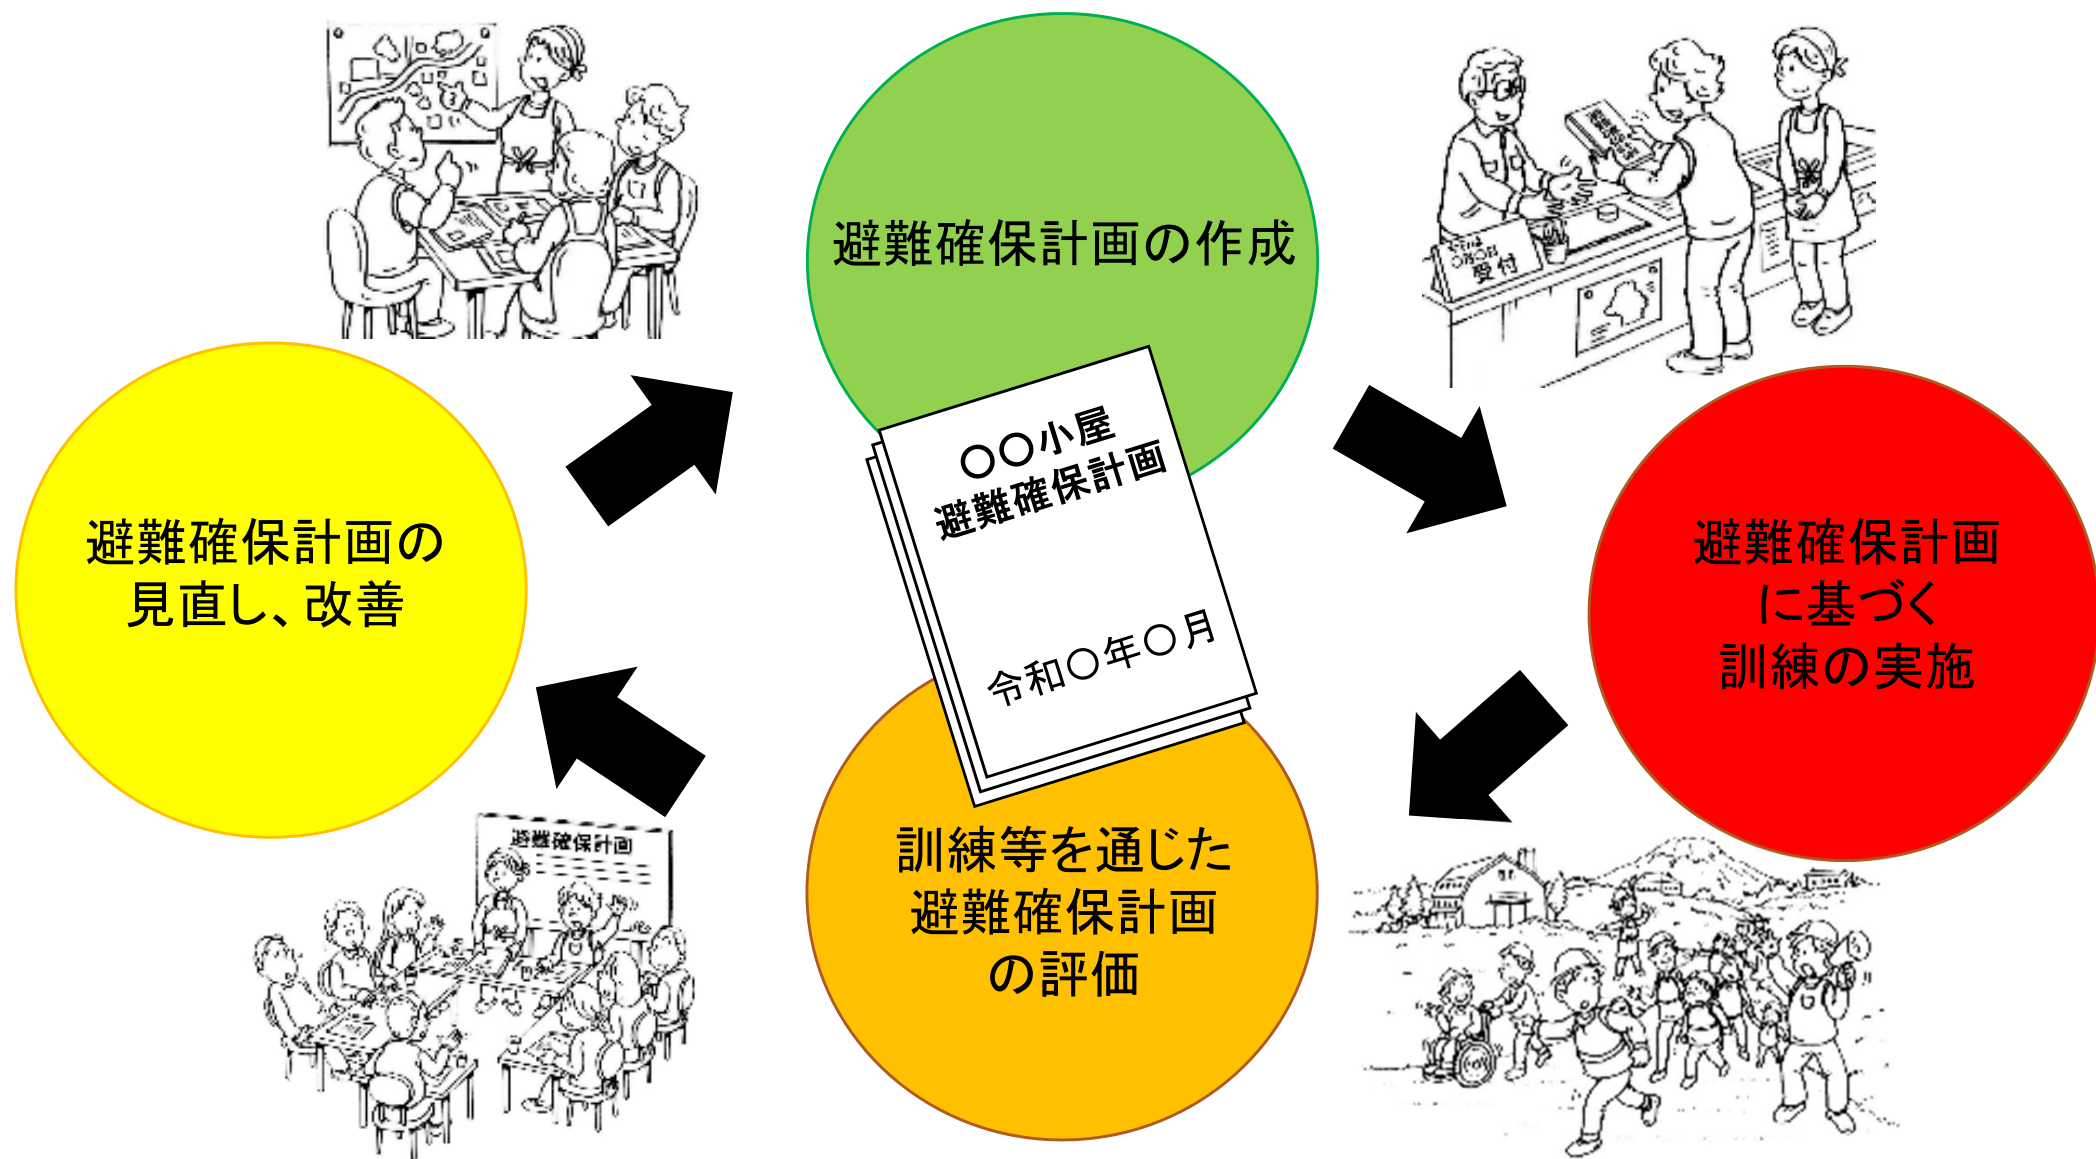 避難確保計画の作成
〇〇小屋
避難確保計画
令和〇年〇月
避難確保計画
に基づく
訓練の実施
訓練等を通じた
避難確保計画
の評価
避難確保計画の
見直し、改善
避難確保計画
〇月〇日
受付